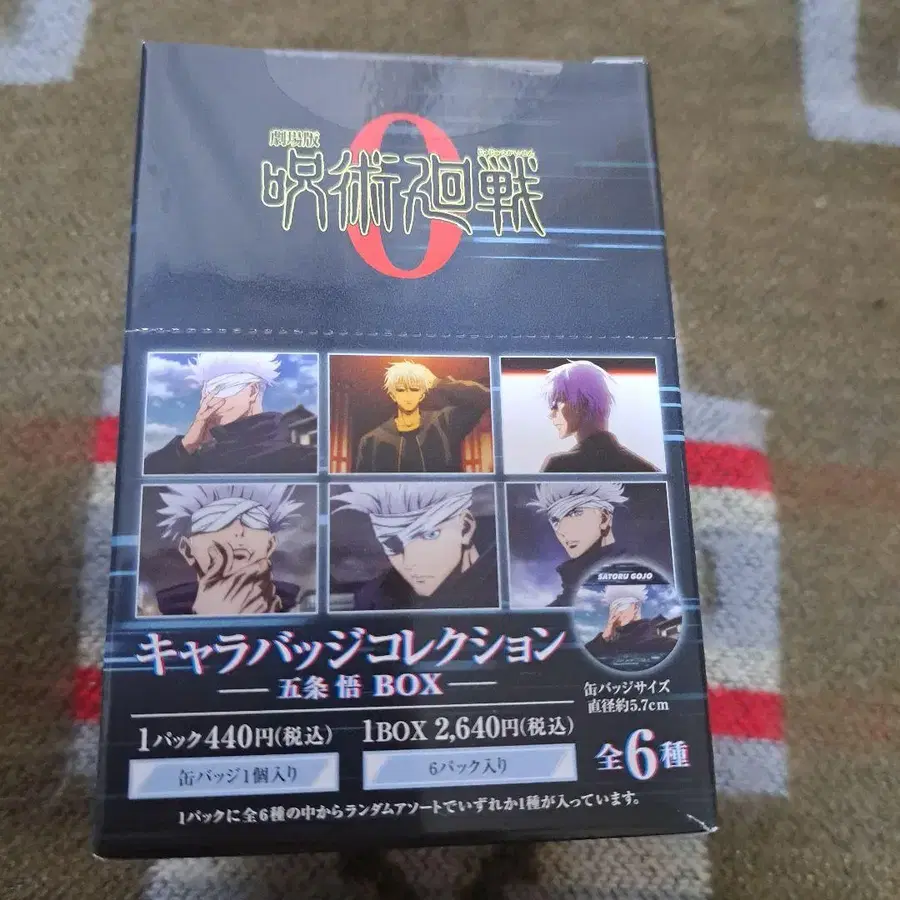 劇場版
呪術廻戦
0
SATORU GOJO
キャラバッジコレクション
五条 悟 BOX
缶バッジサイズ
直径約5.7cm
1パック440円(税込)
1BOX 2,640円(税込)
缶バッジ1個入り
6パック入り
全6種
1パックに全6種の中からランダムアソートでいずれか1種が入っています。